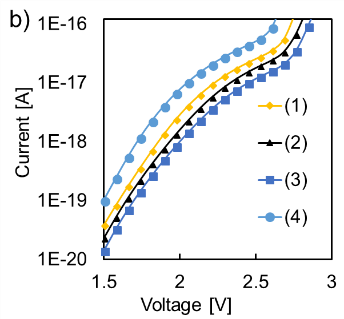 b)
1E-16
1E-17
1E-18
1E-19
1E-20
Current [A]
(1)
(2)
(3)
(4)
1.5 2 2.5 3
Voltage [V]